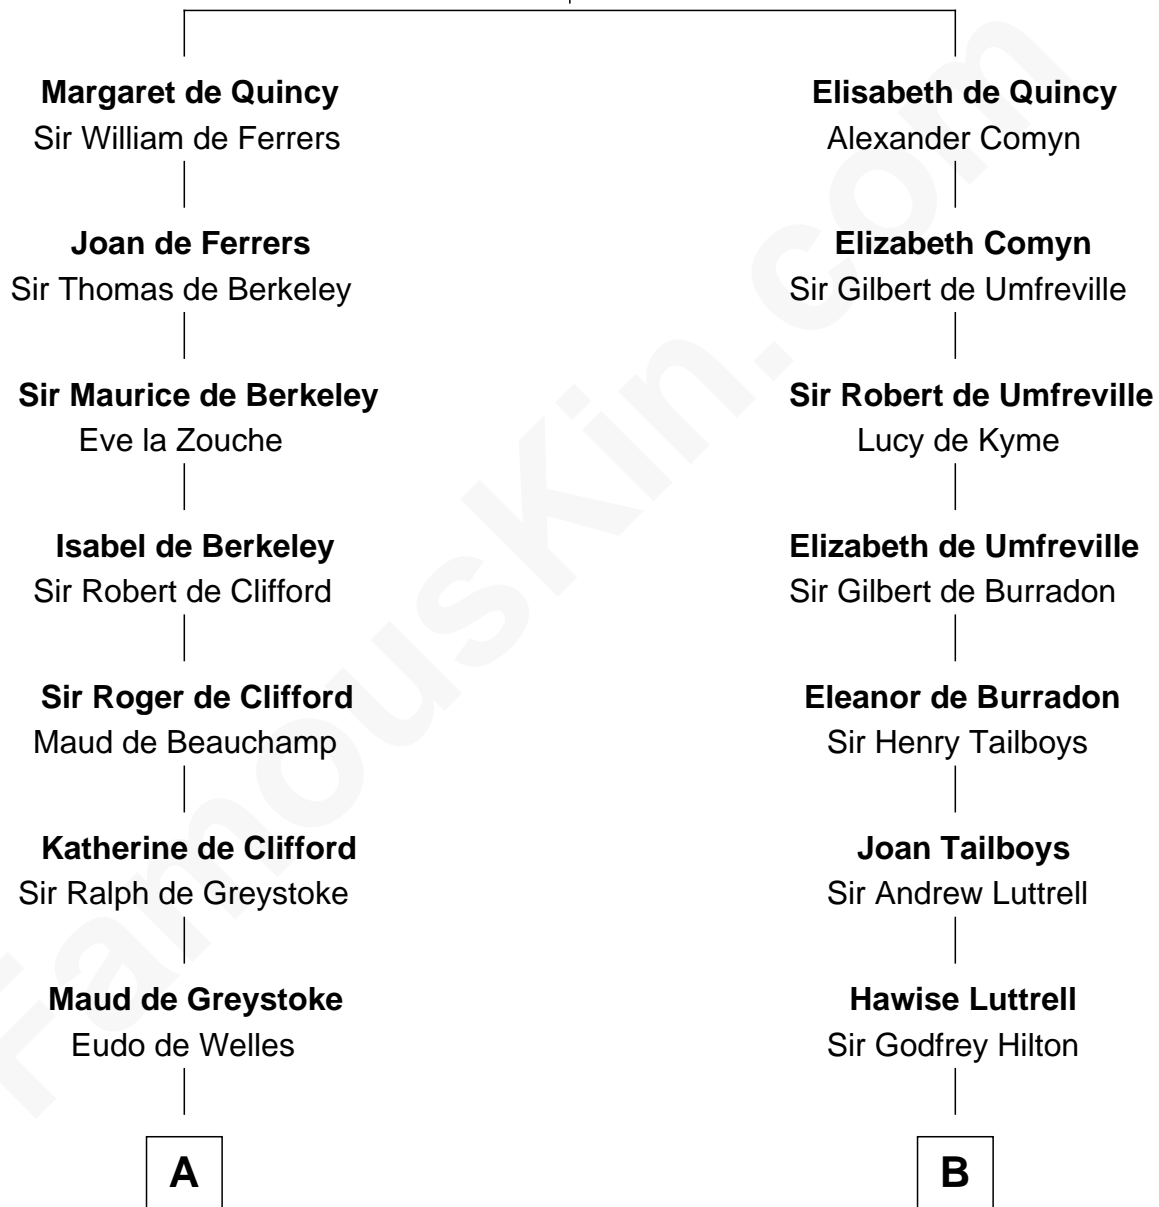 Margaret de Quincy
Sir William de Ferrers
Joan de Ferrers
Sir Thomas de Berkeley
Sir Maurice de Berkeley
Eve la Zouche
Isabel de Berkeley
Sir Robert de Clifford
Sir Roger de Clifford
Maud de Beauchamp
Katherine de Clifford
Sir Ralph de Greystoke
Maud de Greystoke
Eudo de Welles
A
Elisabeth de Quincy
Alexander Comyn
Elizabeth Comyn
Sir Gilbert de Umfreville
Sir Robert de Umfreville
Lucy de Kyme
Elizabeth de Umfreville
Sir Gilbert de Burradon
Eleanor de Burradon
Sir Henry Tailboys
Joan Tailboys
Sir Andrew Luttrell
Hawise Luttrell
Sir Godfrey Hilton
B
FamousKin.com